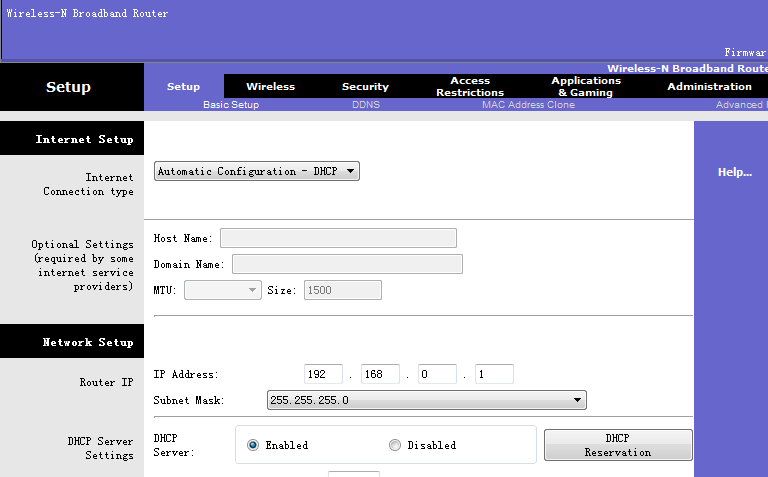 Wireless-N Broadband Router
Firmwar
Wireless-N Broadband Route
Setup
Setup Wireless Security Access Restrictions Applications & Gaming Administration
Basic Setup DDNS MAC Address Clone Advanced
Internet Setup
Help...
Internet Connection type
Automatic Configuration - DHCP
Optional Settings
(required by some
internet service
providers)
Host Name:
Domain Name:
MTU: Size: 1500
Network Setup
Router IP
IP Address: 192 . 168 . 0 . 1
Subnet Mask: 255.255.255.0
DHCP Server
Settings
DHCP
Server:
Enabled Disabled
DHCP
Reservation